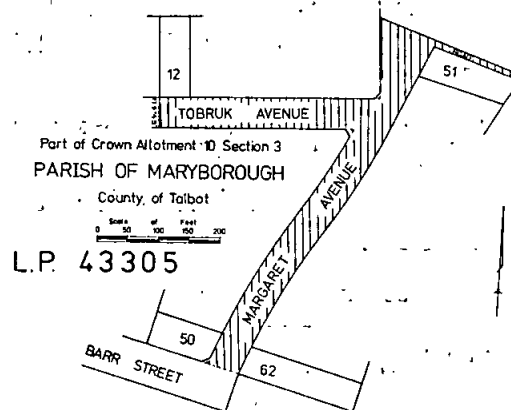 12
51
TOBRUK AVENUE
Part of Crown Allotment 10 Section 3
PARISH OF MARYBOROUGH
County of Talbot
Scale of Feet
0 50 100 150 200
L.P. 43305
MARGARET AVENUE
50
BARR STREET
62